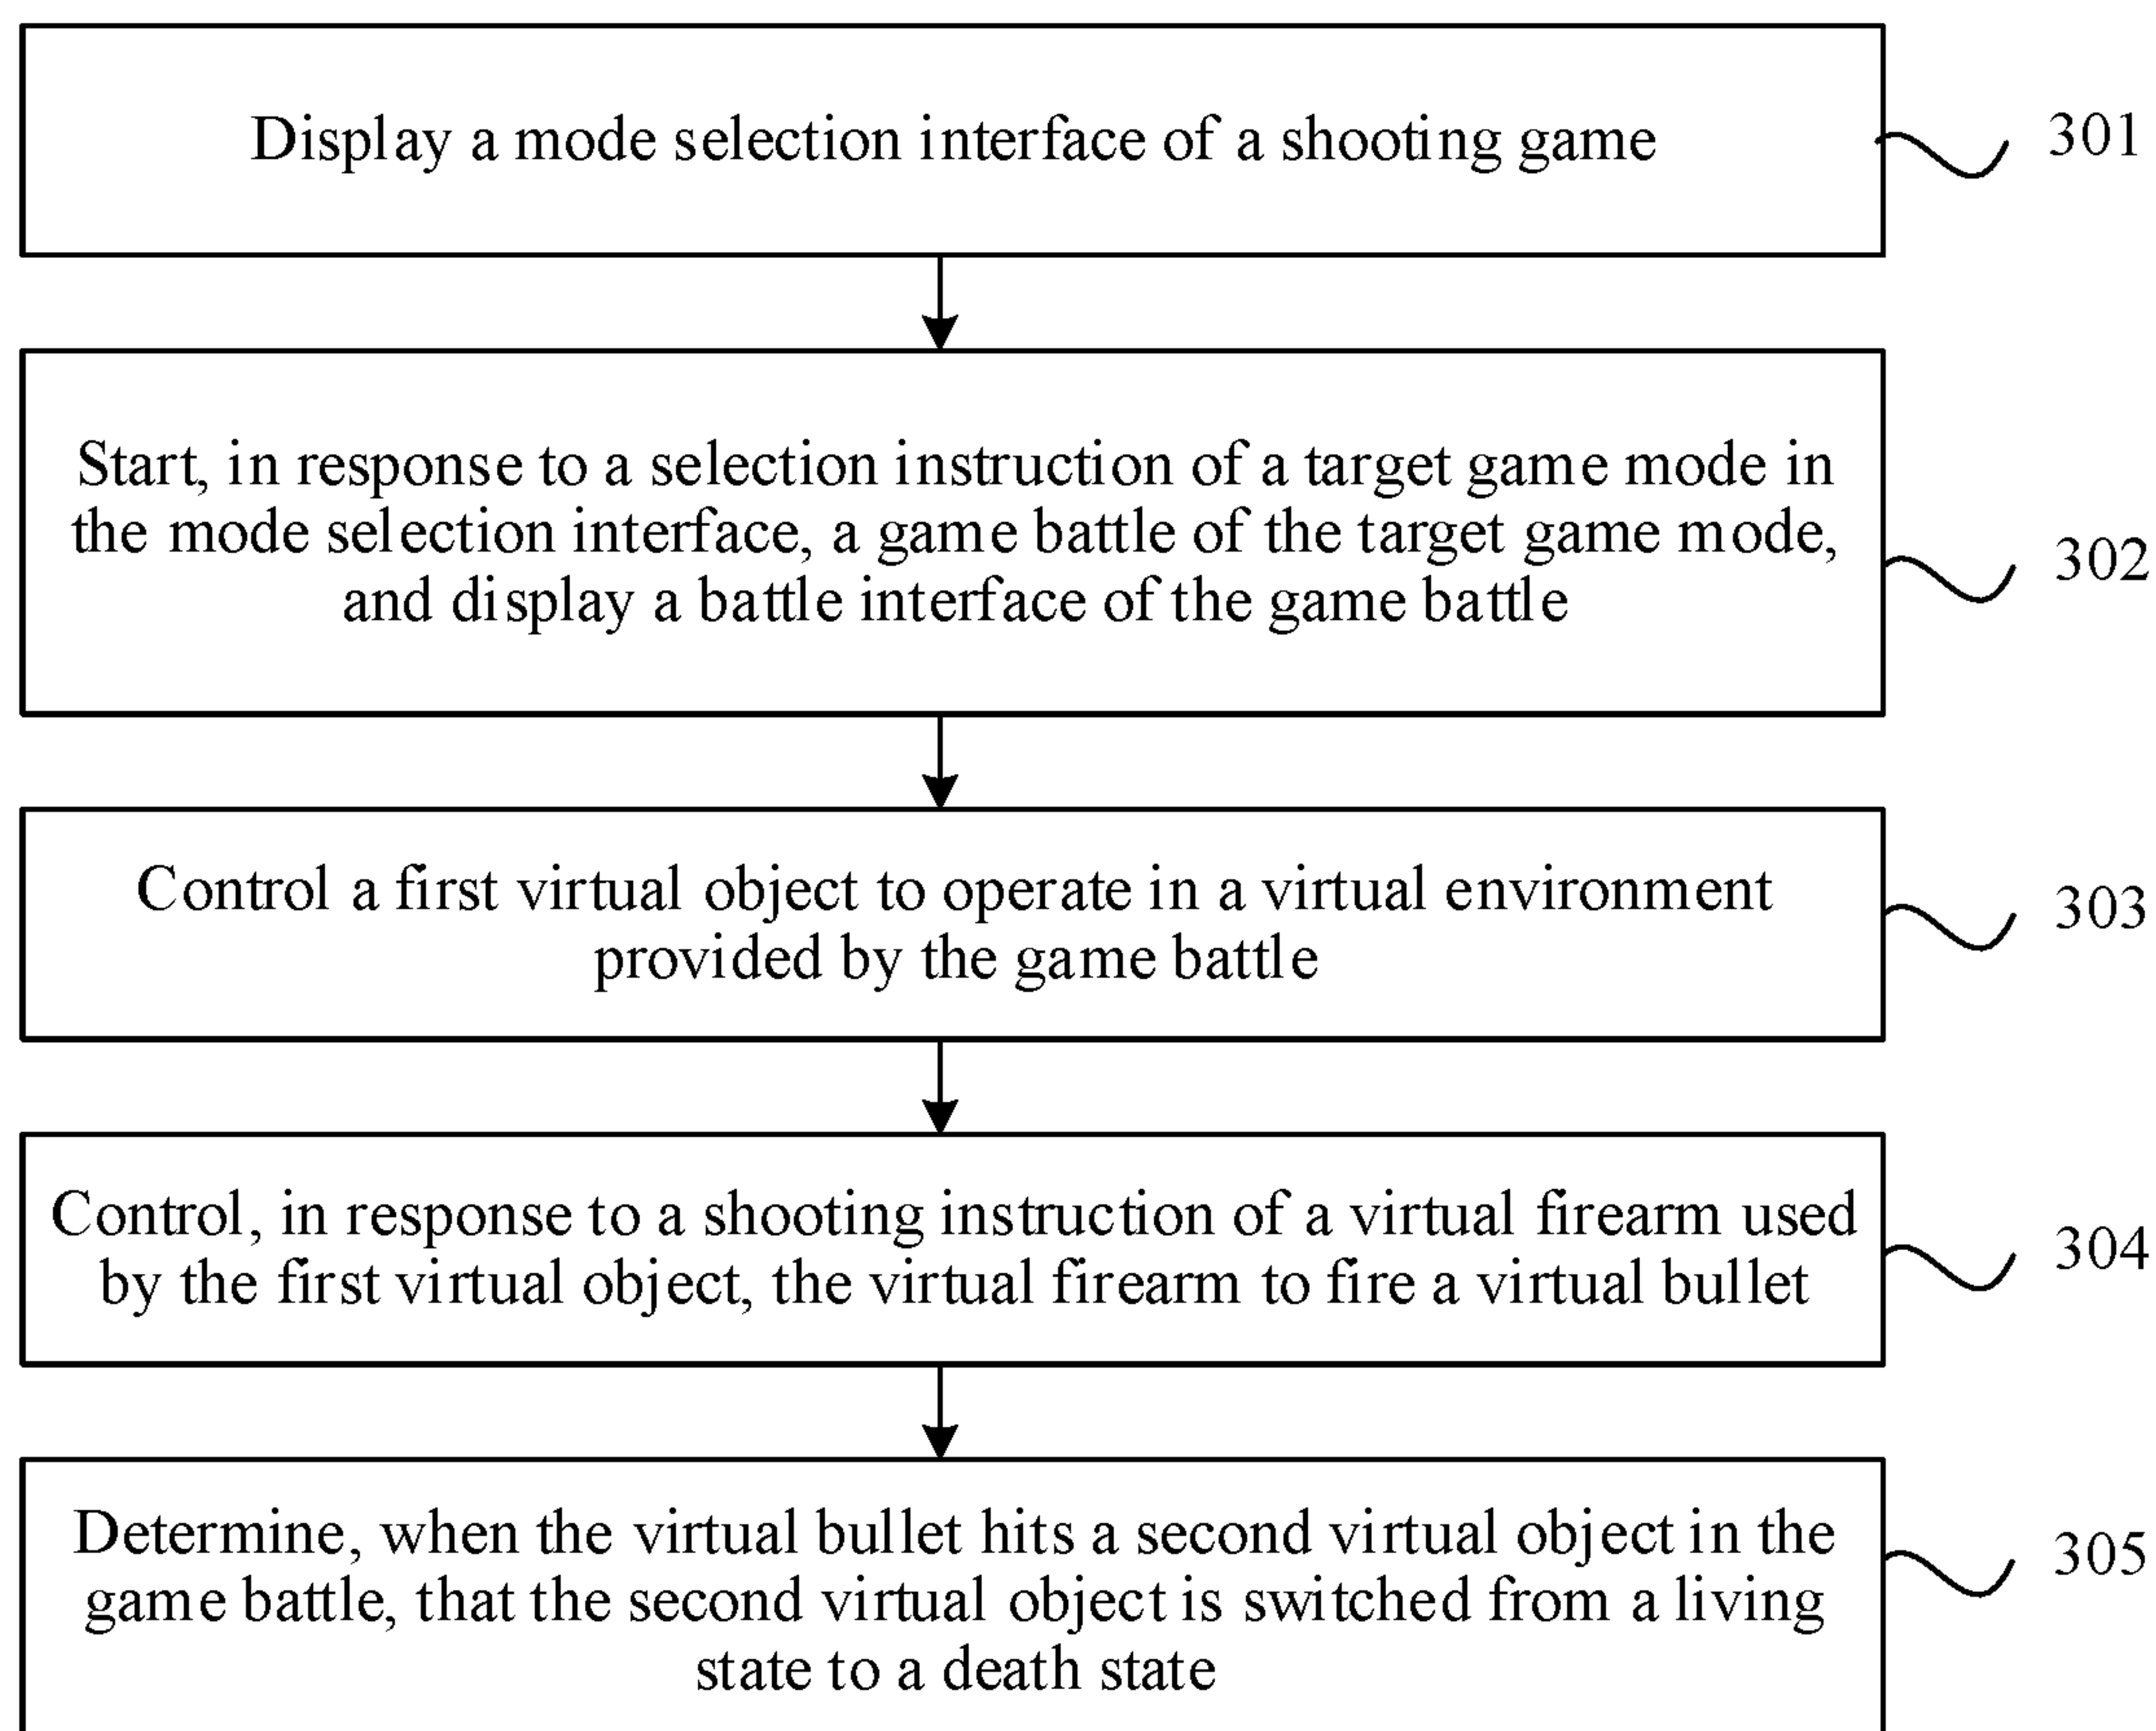 Display a mode selection interface of a shooting game
301
Start, in response to a selection instruction of a target game mode in
the mode selection interface, a game battle of the target game mode,
and display a battle interface of the game battle
302
Control a first virtual object to operate in a virtual environment
provided by the game battle
303
Control, in response to a shooting instruction of a virtual firearm used
by the first virtual object, the virtual firearm to fire a virtual bullet
304
Determine, when the virtual bullet hits a second virtual object in the
game battle, that the second virtual object is switched from a living
state to a death state
305